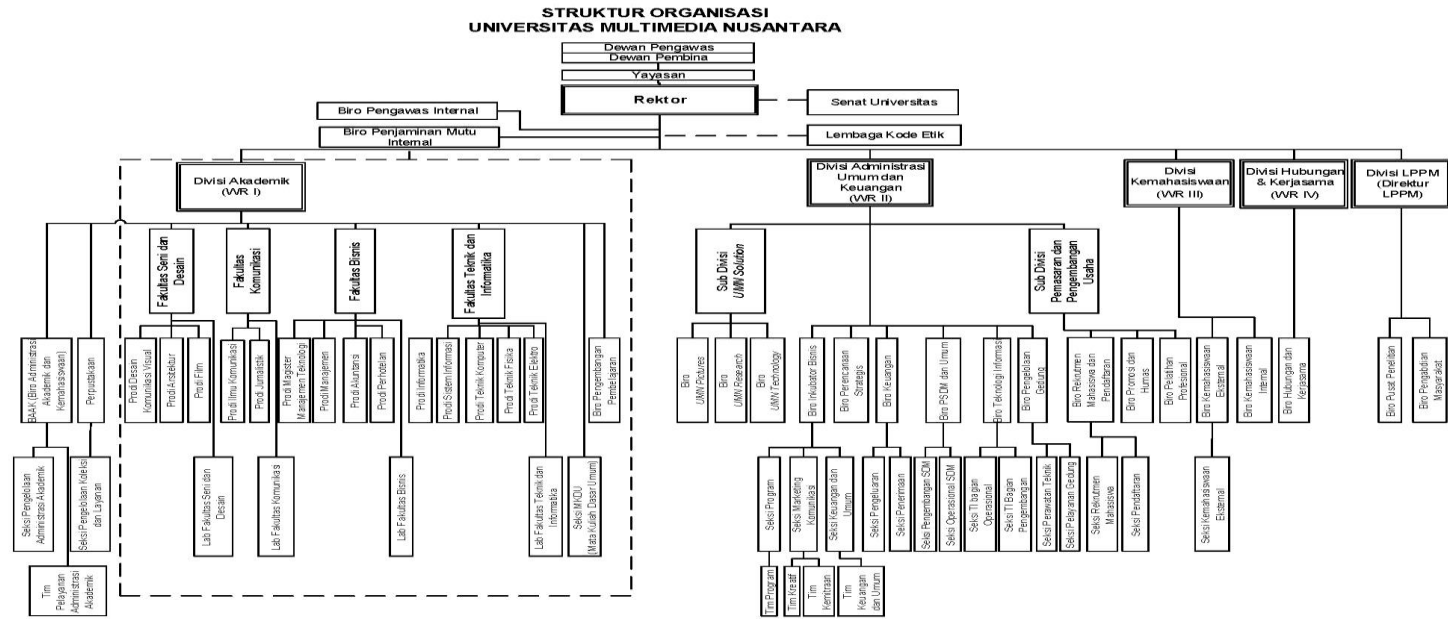 STRUKTUR ORGANISASI
UNIVERSITAS MULTIMEDIA NUSANTARA
Dewan Pengawas
Dewan Pembina
Yayasan
Rektor
Senat Universitas
Biro Pengawas Internal
Biro Penjaminan Mutu
Internal
Lembaga Kode Etik
Divisi Akademik
(WR I)
Divisi Administrasi
Umum dan
Keuangan
(WR II)
Divisi
Kemahasiswaan
(WR III)
Divisi Hubungan
& Kerjasama
(WR IV)
Divisi LPPM
(Direktur
LPPM)
Fakultas Seni dan
Desain
Fakultas
Komunikasi
Fakultas Bisnis
Fakultas Teknik dan
Informatika
Sub Divisi
UMN Solution
Sub Divisi
Pemasaran dan
Pengembangan
Usaha
BAAK (Biro Administrasi
Akademik dan
Kemahasiswaan)
Perpustakaan
Prodi Desain
Komunikasi Visual
Prodi Arsitektur
Prodi Film
Prodi Ilmu Komunikasi
Prodi Jurnalistik
Prodi Magister
Manajemen Teknologi
Prodi Manajemen
Prodi Akuntansi
Prodi Perhotelan
Prodi Informatika
Prodi Sistem Informasi
Prodi Teknik Komputer
Prodi Teknik Fisika
Prodi Teknik Elektro
Biro Pengembangan
Pembelajaran
Biro
UMN Pictures
Biro
UMN Research
Biro
UMN Technology
Biro Inkubator Bisnis
Biro Perencanaan
Strategis
Biro Keuangan
Biro PSDM dan Umum
Biro Teknologi Informasi
Biro Pengelolaan
Gedung
Biro Rekrutmen
Mahasiswa dan
Pendaftaran
Biro Promosi dan
Humas
Biro Pelatihan
Profesional
Biro Kemahasiswaan
Eksternal
Biro Kemahasiswaan
Internal
Biro Hubungan dan
Kerjasama
Biro Pusat Penelitian
Biro Pengabdian
Masyarakat
Seksi Pengelolaan
Administrasi Akademik
Seksi Pengelolaan Koleksi
dan Layanan
Lab Fakultas Seni dan
Desain
Lab Fakultas Komunikasi
Lab Fakultas Bisnis
Lab Fakultas Teknik dan
Informatika
Seksi MKDU
(Mata Kuliah Dasar Umum)
Seksi Program
Seksi Marketing
Komunikasi
Seksi Keuangan dan
Umum
Seksi Pengeluaran
Seksi Penerimaan
Seksi Pengembangan SDM
Seksi Operasional SDM
Seksi TI bagian
Operasional
Seksi TI Bagian
Pengembangan
Seksi Perawatan Teknik
Seksi Pelayanan Gedung
Seksi Rekrutmen
Mahasiswa
Seksi Pendaftaran
Seksi Kemahasiswaan
Eksternal
Tim
Pelayanan
Administrasi
Akademik
Tim Program
Tim Kreatif
Tim
Kemitraan
Tim
Keuangan
dan Umum